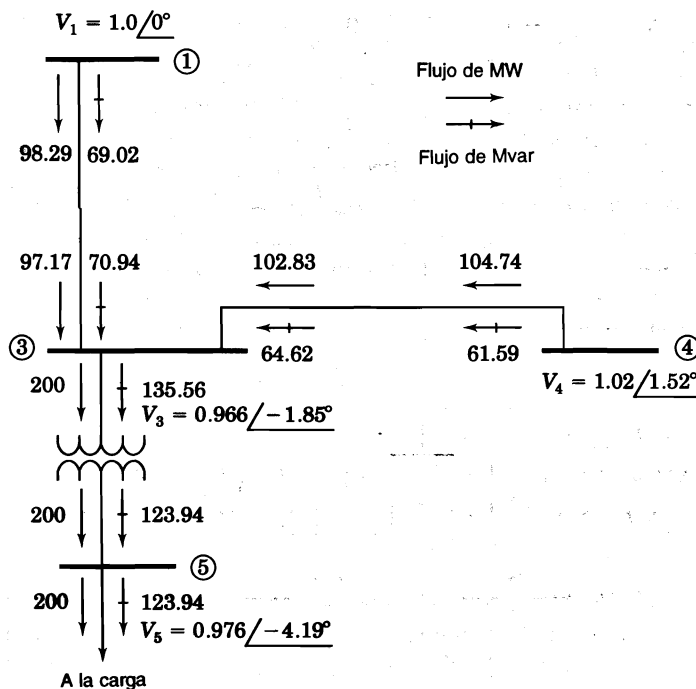 V₁ = 1.0/0°
①
Flujo de MW
Flujo de Mvar
98.29 69.02
97.17 70.94
102.83 104.74
64.62 61.59
③
④
V₄ = 1.02/1.52°
200 135.56
V₃ = 0.966/−1.85°
200 123.94
⑤
200 123.94
V₅ = 0.976/−4.19°
A la carga